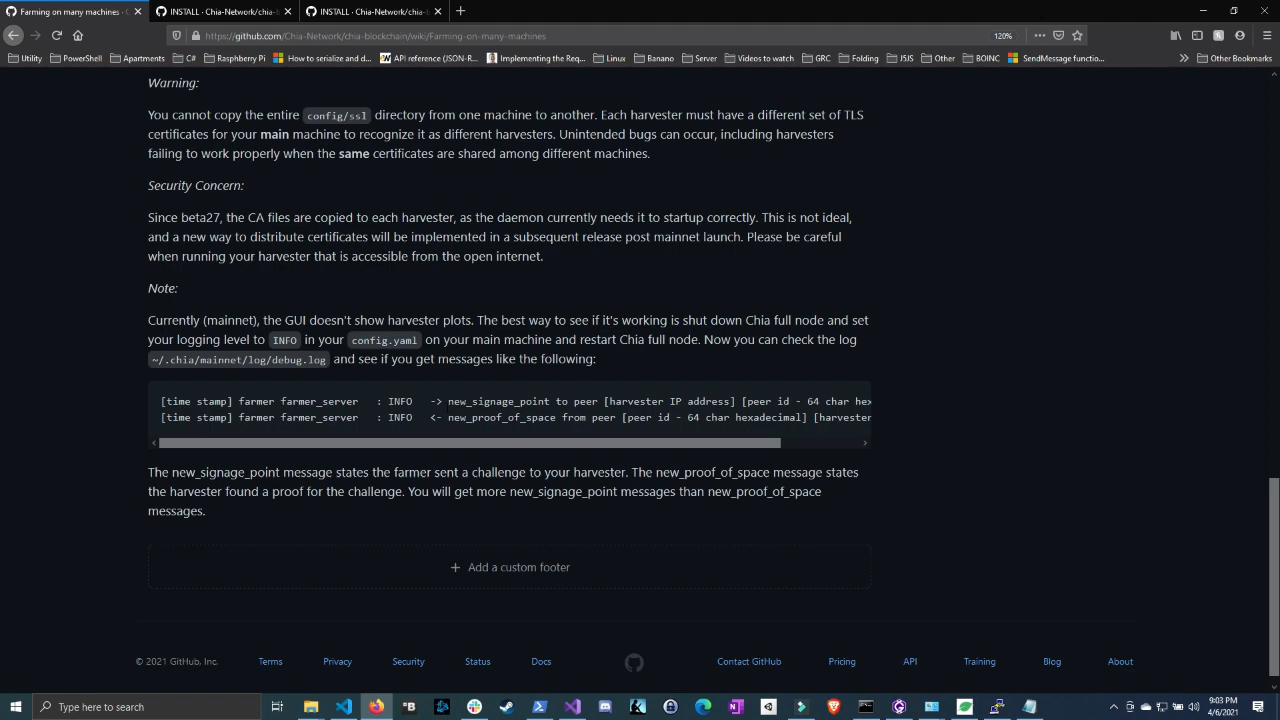 Farming on many machines - C
INSTALL · Chia-Network/chia-b
INSTALL · Chia-Network/chia-b
https://github.com/Chia-Network/chia-blockchain/wiki/Farming-on-many-machines
120%
Utility PowerShell Apartments C# Raspberry Pi How to serialize and d... API reference (JSON-R... Implementing the Req... Linux Banano Server Videos to watch GRC Folding J5JS Other BOINC SendMessage functio... Other Bookmarks
Warning:
You cannot copy the entire config/ssl directory from one machine to another. Each harvester must have a different set of TLS
certificates for your main machine to recognize it as different harvesters. Unintended bugs can occur, including harvesters
failing to work properly when the same certificates are shared among different machines.
Security Concern:
Since beta27, the CA files are copied to each harvester, as the daemon currently needs it to startup correctly. This is not ideal,
and a new way to distribute certificates will be implemented in a subsequent release post mainnet launch. Please be careful
when running your harvester that is accessible from the open internet.
Note:
Currently (mainnet), the GUI doesn't show harvester plots. The best way to see if it's working is shut down Chia full node and set
your logging level to INFO in your config.yaml on your main machine and restart Chia full node. Now you can check the log
~/.chia/mainnet/log/debug.log and see if you get messages like the following:
[time stamp] farmer farmer_server : INFO -> new_signage_point to peer [harvester IP address] [peer id - 64 char hex
[time stamp] farmer farmer_server : INFO <- new_proof_of_space from peer [peer id - 64 char hexadecimal] [harvester
The new_signage_point message states the farmer sent a challenge to your harvester. The new_proof_of_space message states
the harvester found a proof for the challenge. You will get more new_signage_point messages than new_proof_of_space
messages.
+ Add a custom footer
© 2021 GitHub, Inc. Terms Privacy Security Status Docs Contact GitHub Pricing API Training Blog About
Type here to search
9:03 PM
4/6/2021